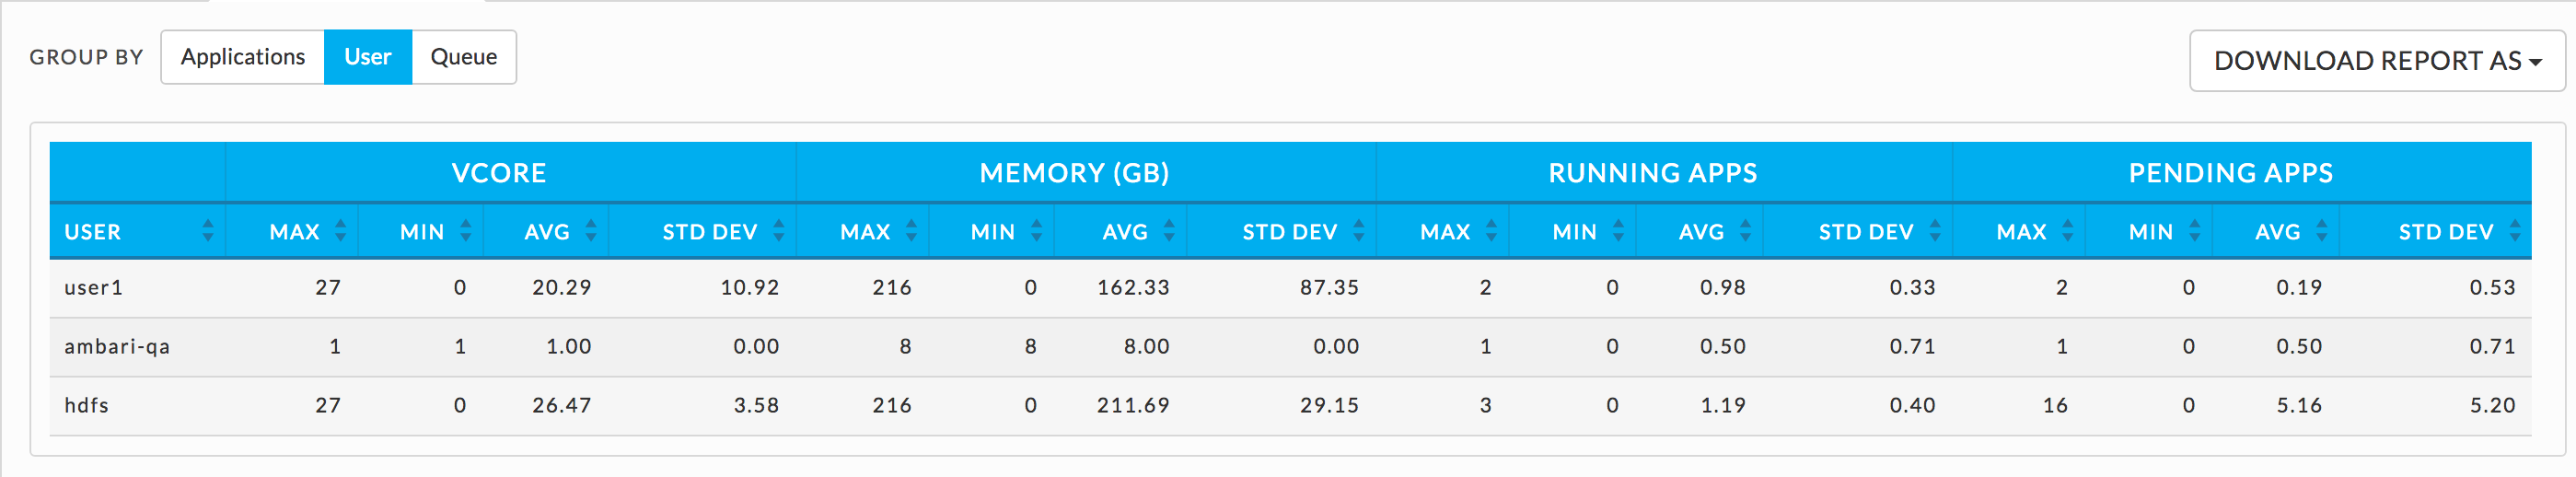 GROUP BY Applications User Queue DOWNLOAD REPORT AS
VCORE MEMORY (GB) RUNNING APPS PENDING APPS
USER MAX MIN AVG STD DEV MAX MIN AVG STD DEV MAX MIN AVG STD DEV MAX MIN AVG STD DEV
user1 27 0 20.29 10.92 216 0 162.33 87.35 2 0 0.98 0.33 2 0 0.19 0.53
ambari-qa 1 1 1.00 0.00 8 8 8.00 0.00 1 0 0.50 0.71 1 0 0.50 0.71
hdfs 27 0 26.47 3.58 216 0 211.69 29.15 3 0 1.19 0.40 16 0 5.16 5.20